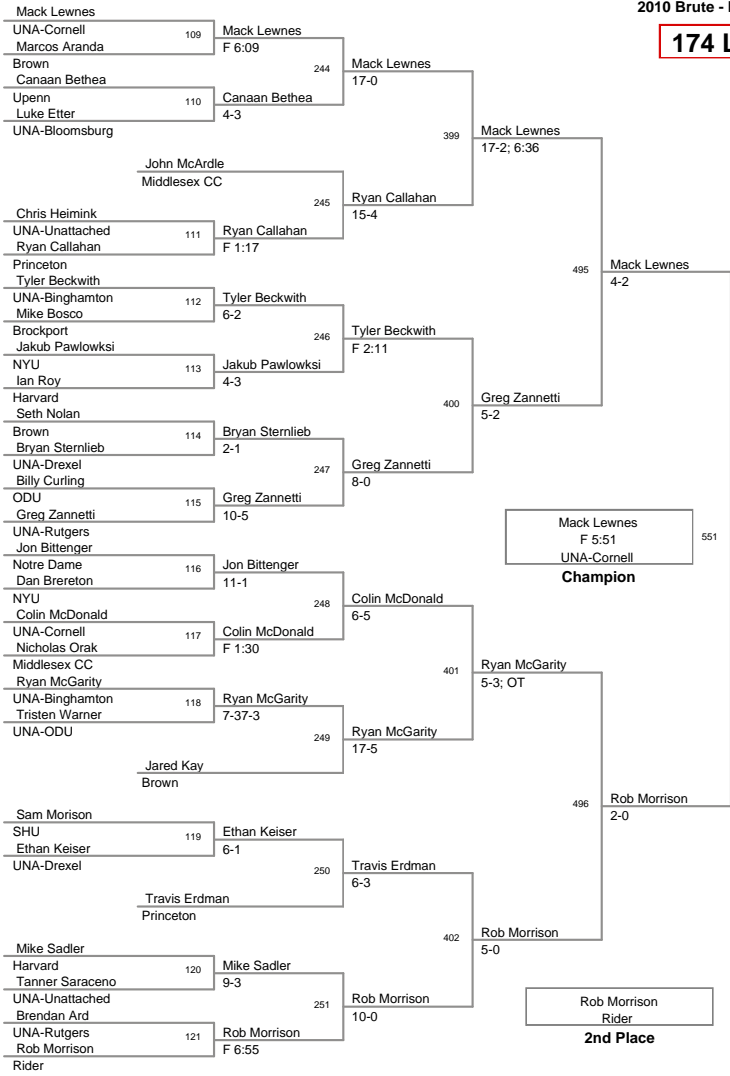 2010 Brute -
174
Mack Lewnes
UNA-Cornell
109
Marcos Aranda
Brown
Mack Lewnes
F 6:09
Canaan Bethea
Upenn
110
Luke Etter
UNA-Bloomsburg
Canaan Bethea
4-3
244
Mack Lewnes
17-0
John McArdle
Middlesex CC
Chris Heimink
UNA-Unattached
111
Ryan Callahan
Princeton
Ryan Callahan
F 1:17
245
Ryan Callahan
15-4
399
Mack Lewnes
17-2; 6:36
Tyler Beckwith
UNA-Binghamton
112
Mike Bosco
Brockport
Tyler Beckwith
6-2
Jakub Pawlowksi
NYU
113
Ian Roy
Harvard
Jakub Pawlowksi
4-3
246
Tyler Beckwith
F 2:11
Seth Nolan
Brown
114
Bryan Sternlieb
UNA-Drexel
Bryan Sternlieb
2-1
Billy Curling
ODU
115
Greg Zannetti
UNA-Rutgers
Greg Zannetti
10-5
247
Greg Zannetti
8-0
400
Greg Zannetti
5-2
495
Mack Lewnes
4-2
Mack Lewnes
F 5:51
UNA-Cornell
551
Champion
Jon Bittenger
Notre Dame
116
Dan Brereton
NYU
Jon Bittenger
11-1
Colin McDonald
UNA-Cornell
117
Nicholas Orak
Middlesex CC
Colin McDonald
F 1:30
248
Colin McDonald
6-5
Ryan McGarity
UNA-Binghamton
118
Tristen Warner
UNA-ODU
Ryan McGarity
7-37-3
Jared Kay
Brown
249
Ryan McGarity
17-5
401
Ryan McGarity
5-3; OT
Sam Morison
SHU
119
Ethan Keiser
UNA-Drexel
Ethan Keiser
6-1
Travis Erdman
Princeton
250
Travis Erdman
6-3
Mike Sadler
Harvard
120
Tanner Saraceno
UNA-Unattached
Mike Sadler
9-3
Brendan Ard
UNA-Rutgers
121
Rob Morrison
Rider
Rob Morrison
F 6:55
251
Rob Morrison
10-0
402
Rob Morrison
5-0
496
Rob Morrison
2-0
Rob Morrison
Rider
2nd Place